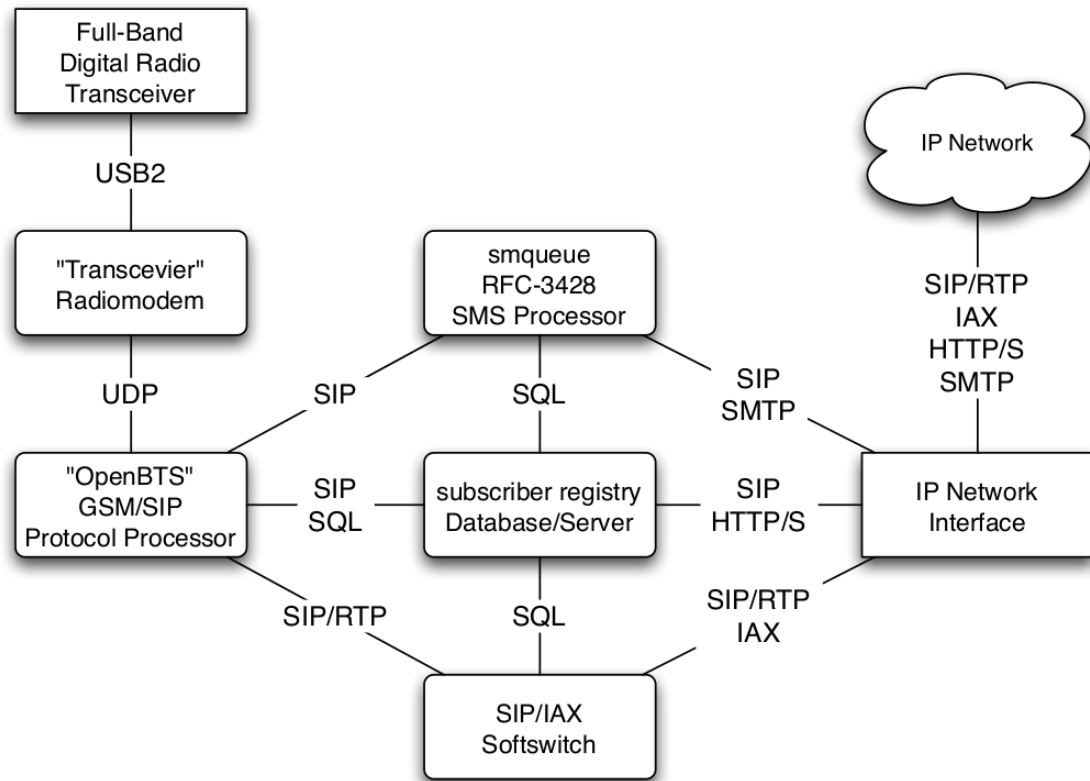 Full-Band
Digital Radio
Transceiver
USB2
"Transcevier"
Radiomodem
UDP
"OpenBTS"
GSM/SIP
Protocol Processor
SIP
SIP
SQL
SIP/RTP
smqueue
RFC-3428
SMS Processor
SQL
subscriber registry
Database/Server
SQL
SIP/IAX
Softswitch
SIP
SMTP
SIP
HTTP/S
SIP/RTP
IAX
IP Network
SIP/RTP
IAX
HTTP/S
SMTP
IP Network
Interface